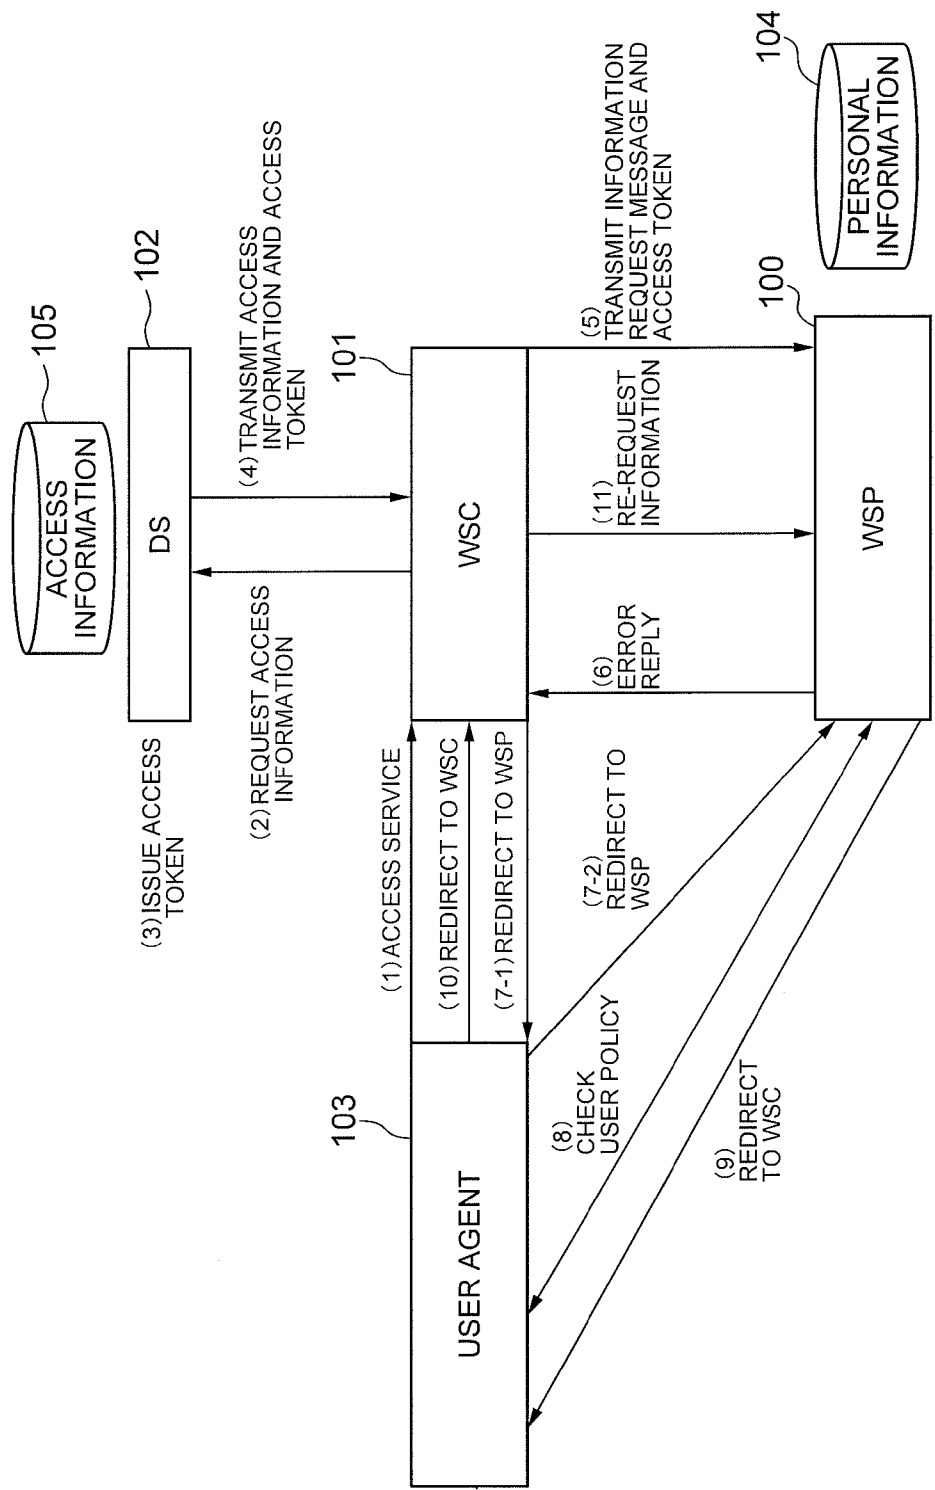 105
ACCESS
INFORMATION
102
DS
(3) ISSUE ACCESS
TOKEN
(4) TRANSMIT ACCESS
INFORMATION AND ACCESS
TOKEN
(2) REQUEST ACCESS
INFORMATION
103
USER AGENT
(1) ACCESS SERVICE
(10) REDIRECT TO WSC
(7-1) REDIRECT TO WSP
101
WSC
(7-2)
REDIRECT TO
WSP
(6)
ERROR
REPLY
(11)
RE-REQUEST
INFORMATION
(5)
TRANSMIT INFORMATION
REQUEST MESSAGE AND
ACCESS TOKEN
(8)
CHECK
USER POLICY
(9)
REDIRECT
TO WSC
100
WSP
104
PERSONAL
INFORMATION